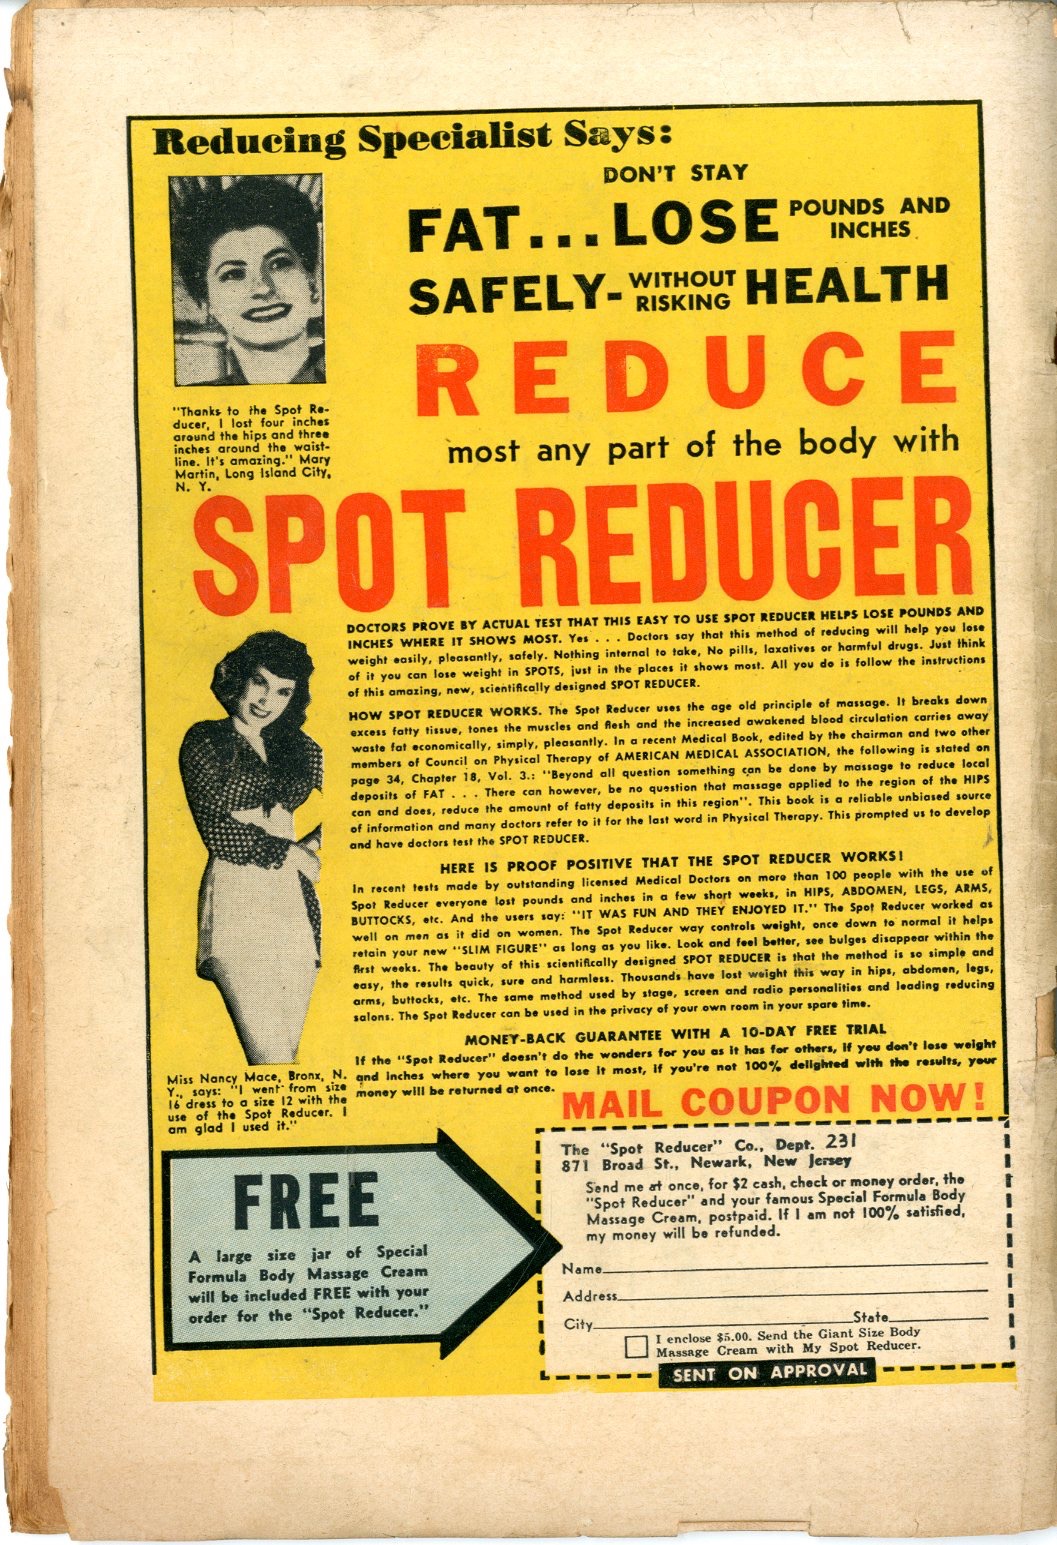 Reducing Specialist Says:
DON'T STAY
FAT...LOSE POUNDS AND INCHES
SAFELY- WITHOUT RISKING HEALTH
REDUCE
most any part of the body with
SPOT REDUCER
"Thanks to the Spot Re-
ducer, I lost four inches
around the hips and three
inches around the waist-
line. It's amazing." Mary
Martin, Long Island City,
N. Y.
DOCTORS PROVE BY ACTUAL TEST THAT THIS EASY TO USE SPOT REDUCER HELPS LOSE POUNDS AND
INCHES WHERE IT SHOWS MOST. Yes . . . Doctors say that this method of reducing will help you lose
weight easily, pleasantly, safely. Nothing internal to take, No pills, laxatives or harmful drugs. Just think
of it you can lose weight in SPOTS, just in the places it shows most. All you do is follow the instructions
of this amazing, new, scientifically designed SPOT REDUCER.
HOW SPOT REDUCER WORKS. The Spot Reducer uses the age old principle of massage. It breaks down
excess fatty tissue, tones the muscles and flesh and the increased awakened blood circulation carries away
waste fat economically, simply, pleasantly. In a recent Medical Book, edited by the chairman and two other
members of Council on Physical Therapy of AMERICAN MEDICAL ASSOCIATION, the following is stated on
page 34, Chapter 18, Vol. 3.: "Beyond all question something can be done by massage to reduce local
deposits of FAT . . . There can however, be no question that massage applied to the region of the HIPS
can and does, reduce the amount of fatty deposits in this region". This book is a reliable unbiased source
of information and many doctors refer to it for the last word in Physical Therapy. This prompted us to develop
and have doctors test the SPOT REDUCER.
HERE IS PROOF POSITIVE THAT THE SPOT REDUCER WORKS!
In recent tests made by outstanding licensed Medical Doctors on more than 100 people with the use of
Spot Reducer everyone lost pounds and inches in a few short weeks, in HIPS, ABDOMEN, LEGS, ARMS,
BUTTOCKS, etc. And the users say: "IT WAS FUN AND THEY ENJOYED IT." The Spot Reducer worked as
well on men as it did on women. The Spot Reducer way controls weight, once down to normal it helps
retain your new "SLIM FIGURE" as long as you like. Look and feel better, see bulges disappear within the
first weeks. The beauty of this scientifically designed SPOT REDUCER is that the method is so simple and
easy, the results quick, sure and harmless. Thousands have lost weight this way in hips, abdomen, legs,
arms, buttocks, etc. The same method used by stage, screen and radio personalities and leading reducing
salons. The Spot Reducer can be used in the privacy of your own room in your spare time.
MONEY-BACK GUARANTEE WITH A 10-DAY FREE TRIAL
If the "Spot Reducer" doesn't do the wonders for you as it has for others, if you don't lose weight
and inches where you want to lose it most, if you're not 100% delighted with the results, your
money will be returned at once.
Miss Nancy Mace, Bronx, N.
Y., says: "I went from size
16 dress to a size 12 with the
use of the Spot Reducer. I
am glad I used it."
MAIL COUPON NOW!
FREE
A large size jar of Special
Formula Body Massage Cream
will be included FREE with your
order for the "Spot Reducer."
The "Spot Reducer" Co., Dept. 231
871 Broad St., Newark, New Jersey
Send me at once, for $2 cash, check or money order, the
"Spot Reducer" and your famous Special Formula Body
Massage Cream, postpaid. If I am not 100% satisfied,
my money will be refunded.
Name
Address
City State
I enclose $5.00. Send the Giant Size Body
Massage Cream with My Spot Reducer.
SENT ON APPROVAL